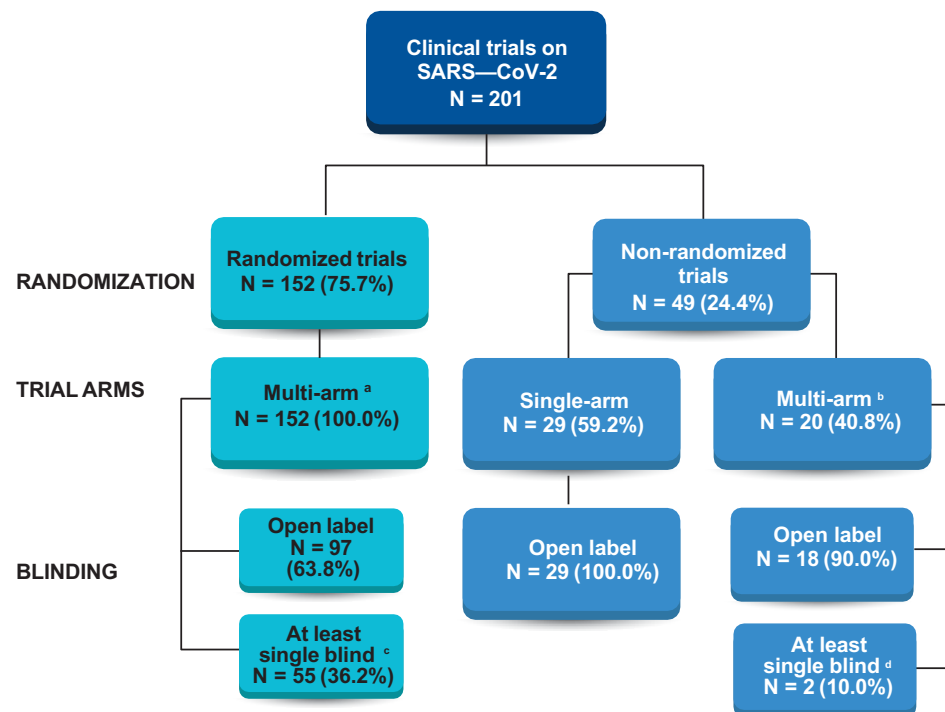 Clinical trials on
SARS—CoV-2
N = 201
RANDOMIZATION
Randomized trials
N = 152 (75.7%)
Non-randomized
trials
N = 49 (24.4%)
TRIAL ARMS
Multi-arm ᵃ
N = 152 (100.0%)
Single-arm
N = 29 (59.2%)
Multi-arm ᵇ
N = 20 (40.8%)
BLINDING
Open label
N = 97
(63.8%)
Open label
N = 29 (100.0%)
Open label
N = 18 (90.0%)
At least
single blind ᶜ
N = 55 (36.2%)
At least
single blind ᵈ
N = 2 (10.0%)